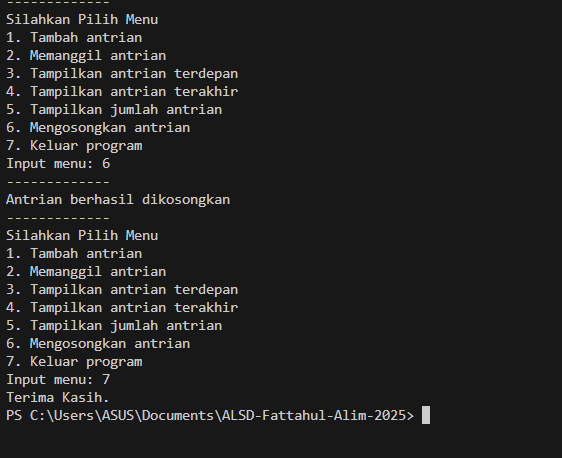 -------------
Silahkan Pilih Menu
1. Tambah antrian
2. Memanggil antrian
3. Tampilkan antrian terdepan
4. Tampilkan antrian terakhir
5. Tampilkan jumlah antrian
6. Mengosongkan antrian
7. Keluar program
Input menu: 6
-------------
Antrian berhasil dikosongkan
-------------
Silahkan Pilih Menu
1. Tambah antrian
2. Memanggil antrian
3. Tampilkan antrian terdepan
4. Tampilkan antrian terakhir
5. Tampilkan jumlah antrian
6. Mengosongkan antrian
7. Keluar program
Input menu: 7
Terima Kasih.
PS C:\Users\ASUS\Documents\ALSD-Fattahul-Alim-2025>